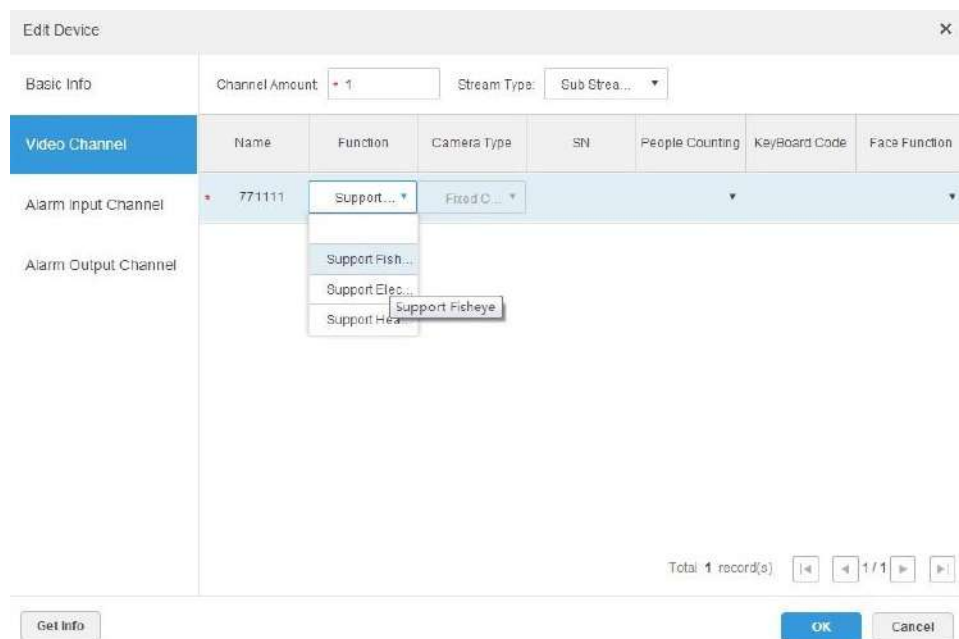 Edit Device
Basic Info
Channel Amount: * 1 Stream Type: Sub Strea...
Video Channel
Name Function Camera Type SN People Counting KeyBoard Code Face Function
Alarm Input Channel
* 771111 Support ... Fixed C...
Alarm Output Channel
Support Fish...
Support Elec...
Support Fisheye
Support Hea...
Total 1 record(s) 1 / 1
Get Info OK Cancel